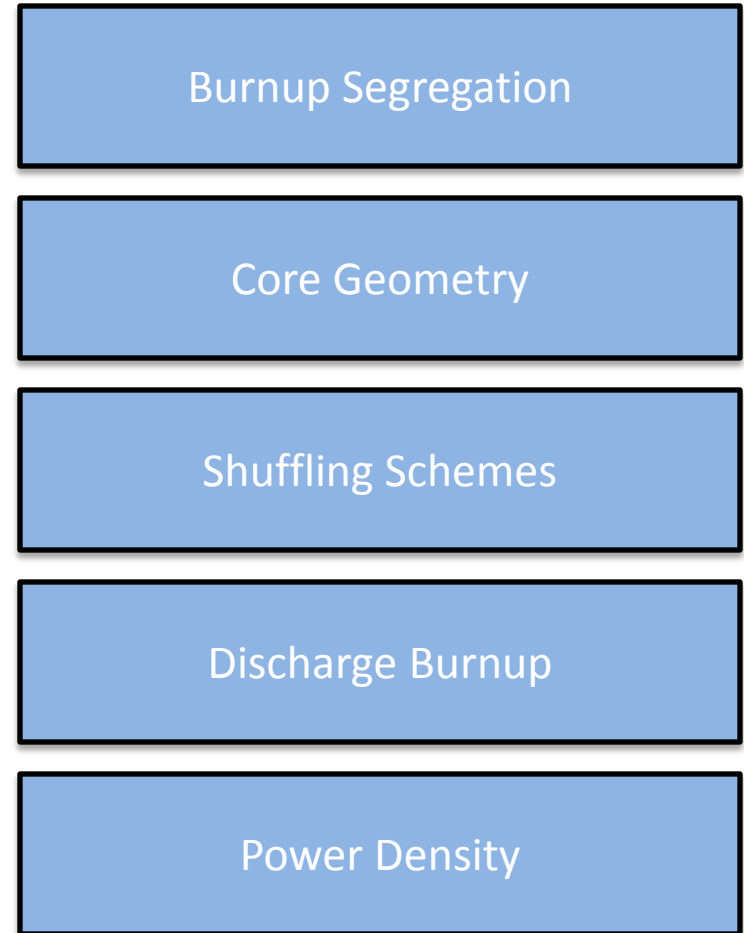 Burnup Segregation
Core Geometry
Shuffling Schemes
Discharge Burnup
Power Density